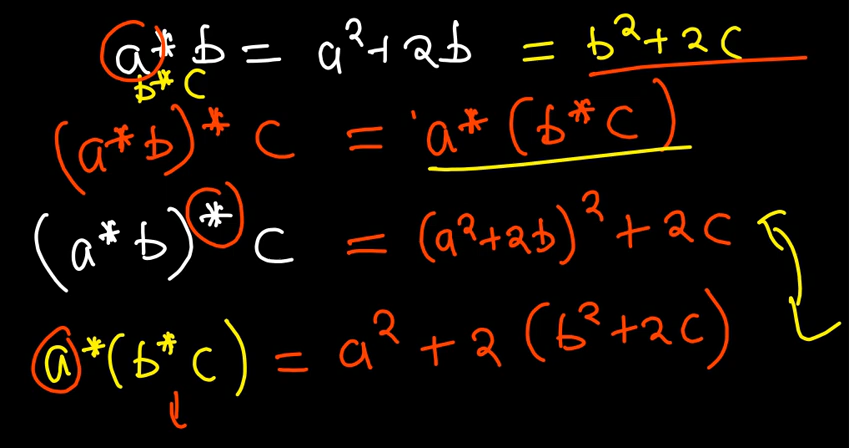 a * b = a² + 2b = b² + 2c
b * c
(a * b) * c = a * (b * c)
(a * b) * c = (a² + 2b)² + 2c
a * (b * c) = a² + 2(b² + 2c)